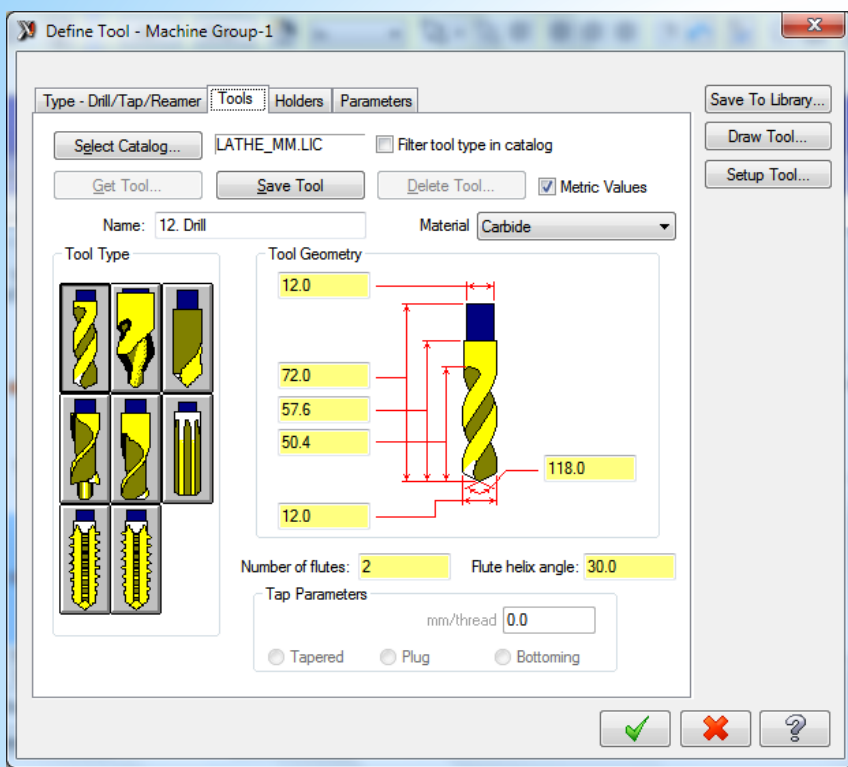 Define Tool - Machine Group-1
X
Type - Drill/Tap/Reamer Tools Holders Parameters
Save To Library...
Select Catalog... LATHE_MM.LIC Filter tool type in catalog
Draw Tool...
Get Tool... Save Tool Delete Tool... Metric Values
Setup Tool...
Name: 12. Drill Material Carbide
Tool Type Tool Geometry
12.0
72.0
57.6
50.4
118.0
12.0
Number of flutes: 2 Flute helix angle: 30.0
Tap Parameters
mm/thread 0.0
Tapered Plug Bottoming
?